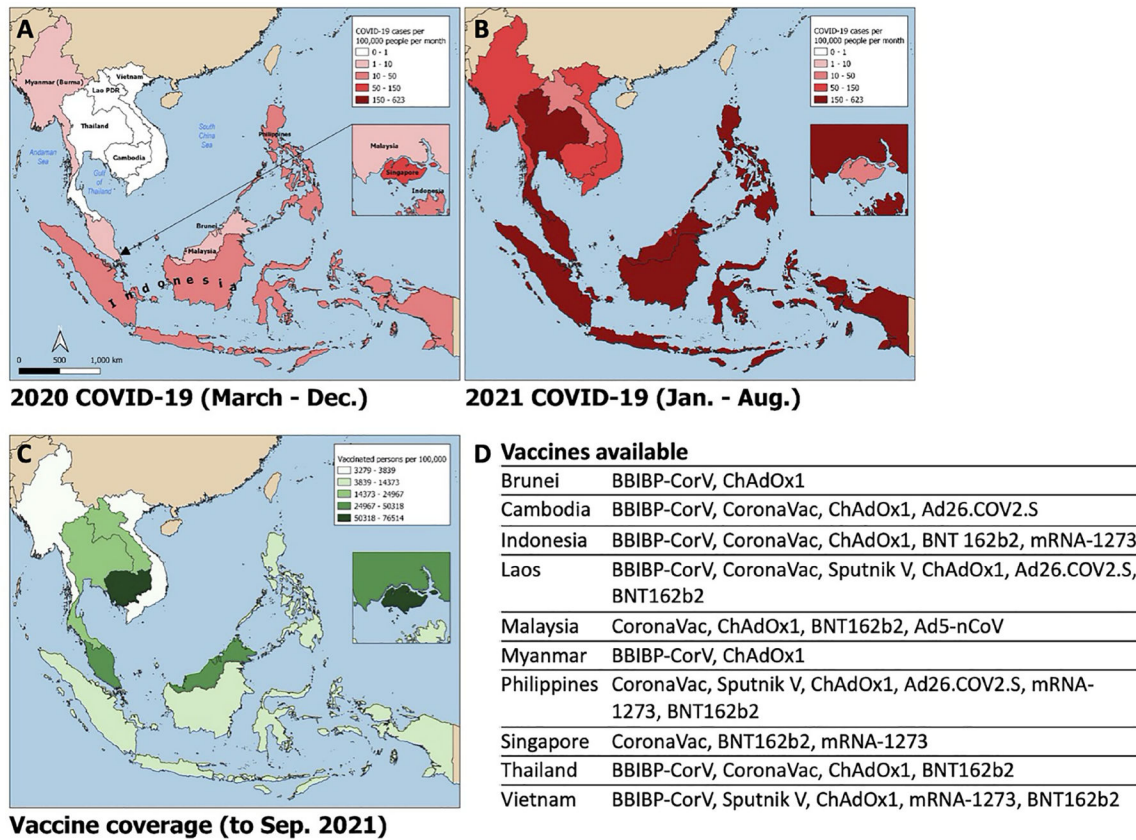 A
COVID-19 cases per
100,000 people per month
0 - 1
1 - 10
10 - 50
50 - 150
150 - 623
Myanmar (Burma)
Vietnam
Lao PDR
Thailand
Cambodia
Philippines
South
China
Sea
Andaman
Sea
Gulf
of
Thailand
Malaysia
Singapore
Indonesia
Brunei
Malaysia
Indonesia
N
0 500 1,000 km
2020 COVID-19 (March - Dec.)
B
COVID-19 cases per
100,000 people per month
0 - 1
1 - 10
10 - 50
50 - 150
150 - 623
2021 COVID-19 (Jan. - Aug.)
C
Vaccinated persons per 100,000
3279 - 3839
3839 - 14373
14373 - 24967
24967 - 50318
50318 - 76514
Vaccine coverage (to Sep. 2021)
D Vaccines available
Brunei BBIBP-CorV, ChAdOx1
Cambodia BBIBP-CorV, CoronaVac, ChAdOx1, Ad26.COV2.S
Indonesia BBIBP-CorV, CoronaVac, ChAdOx1, BNT 162b2, mRNA-1273
Laos BBIBP-CorV, CoronaVac, Sputnik V, ChAdOx1, Ad26.COV2.S,
BNT162b2
Malaysia CoronaVac, ChAdOx1, BNT162b2, Ad5-nCoV
Myanmar BBIBP-CorV, ChAdOx1
Philippines CoronaVac, Sputnik V, ChAdOx1, Ad26.COV2.S, mRNA-
1273, BNT162b2
Singapore CoronaVac, BNT162b2, mRNA-1273
Thailand BBIBP-CorV, CoronaVac, ChAdOx1, BNT162b2
Vietnam BBIBP-CorV, Sputnik V, ChAdOx1, mRNA-1273, BNT162b2